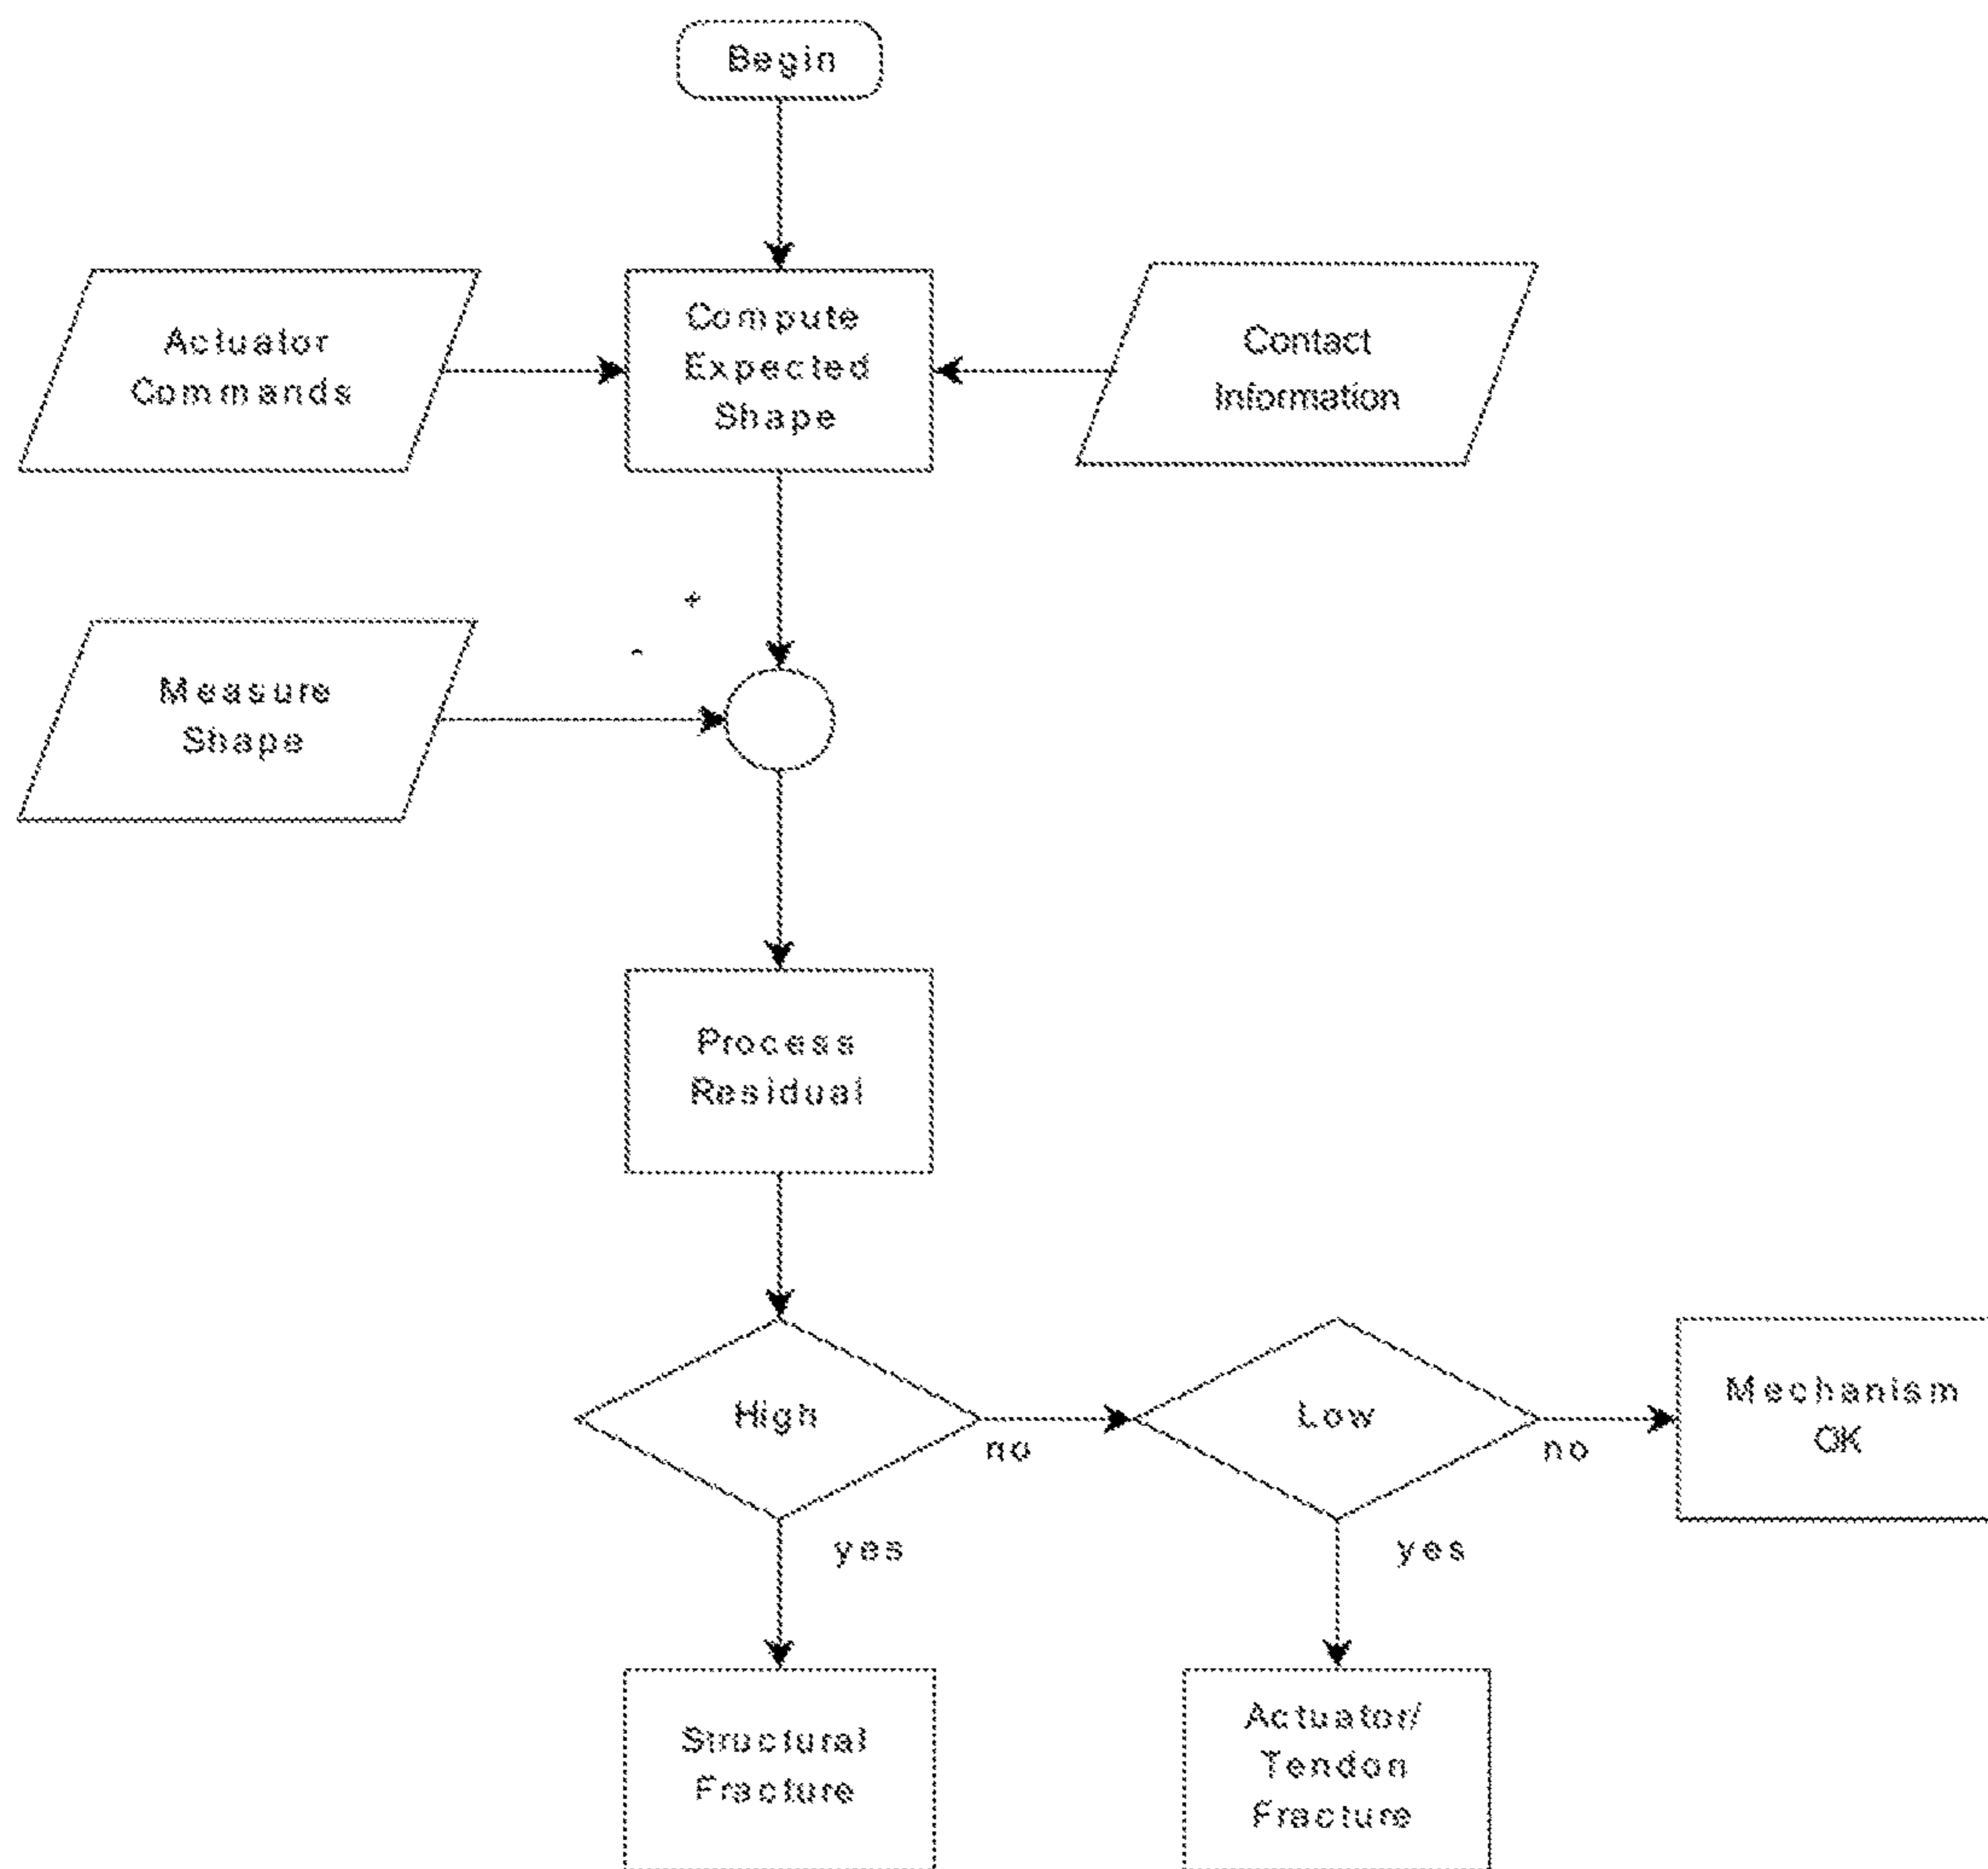 Begin
Actuator
Commands
Compute
Expected
Shape
Contact
Information
+
-
Measure
Shape
Process
Residual
High
no
Low
no
Mechanism
OK
yes
yes
Structural
Fracture
Actuator/
Tendon
Fracture